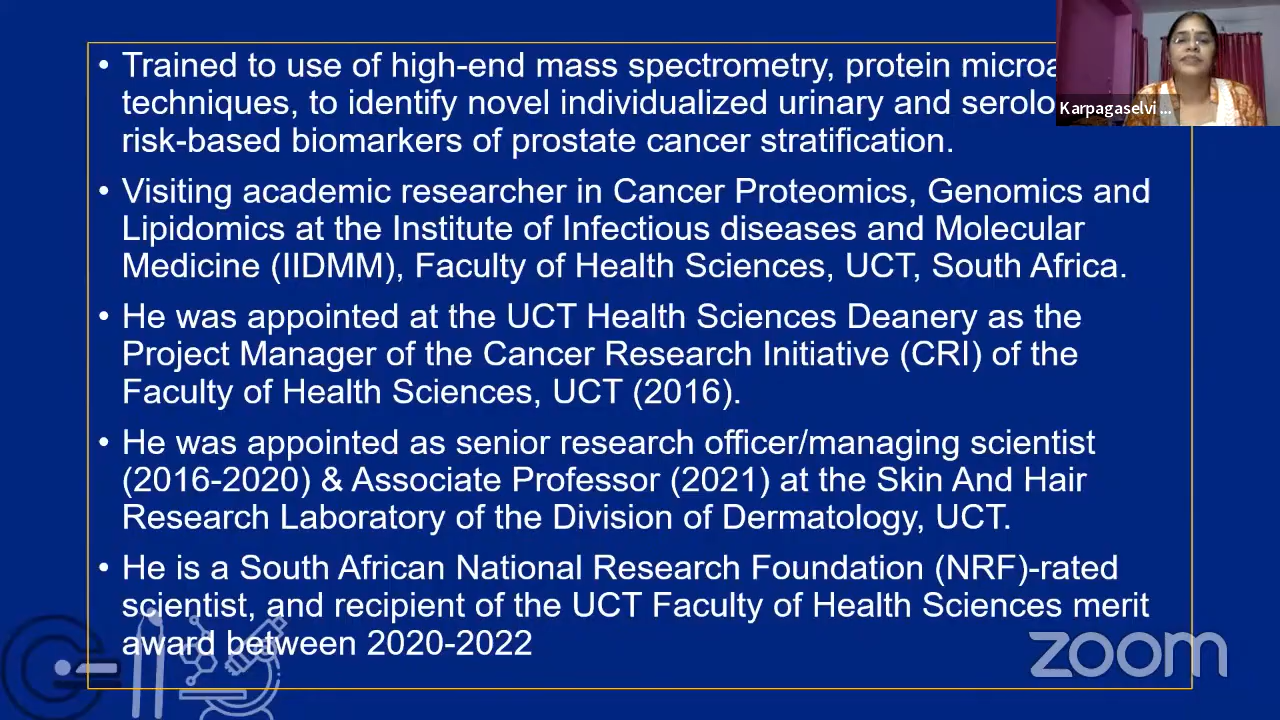 • Trained to use of high-end mass spectrometry, protein
techniques, to identify novel individualized urinary and
risk-based biomarkers of prostate cancer stratification.
• Visiting academic researcher in Cancer Proteomics, Genomics and
Lipidomics at the Institute of Infectious diseases and Molecular
Medicine (IIDMM), Faculty of Health Sciences, UCT, South Africa.
• He was appointed at the UCT Health Sciences Deanery as the
Project Manager of the Cancer Research Initiative (CRI) of the
Faculty of Health Sciences, UCT (2016).
• He was appointed as senior research officer/managing scientist
(2016-2020) & Associate Professor (2021) at the Skin And Hair
Research Laboratory of the Division of Dermatology, UCT.
• He is a South African National Research Foundation (NRF)-rated
scientist, and recipient of the UCT Faculty of Health Sciences merit
award between 2020-2022
Karpagaselvi ...
zoom